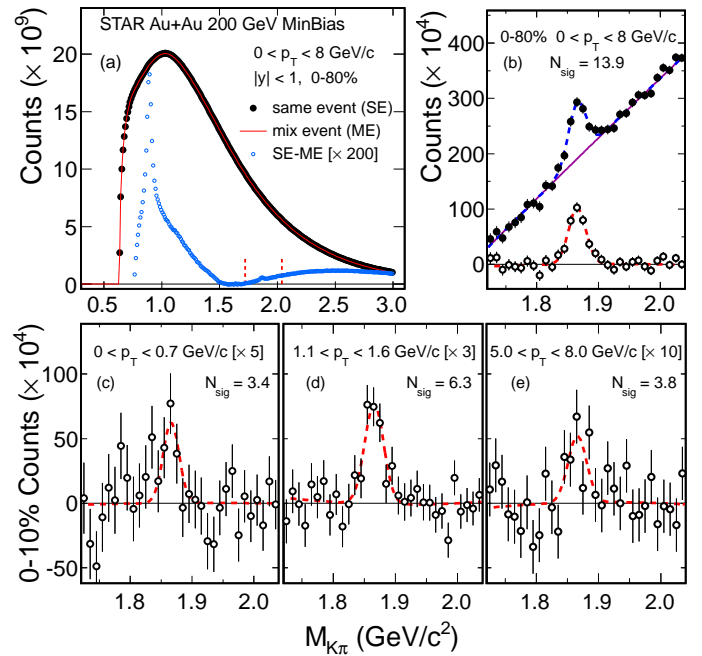 STAR Au+Au 200 GeV MinBias
0 < p_T < 8 GeV/c
|y| < 1, 0-80%
(a)
same event (SE)
mix event (ME)
SE-ME [× 200]
Counts (× 10^9)
20
15
10
5
0
0.5 1.0 1.5 2.0 2.5 3.0
0-80% 0 < p_T < 8 GeV/c
(b) N_sig = 13.9
Counts (× 10^4)
400
300
200
100
0
1.8 1.9 2.0
0 < p_T < 0.7 GeV/c [× 5]
(c) N_sig = 3.4
0-10% Counts (× 10^4)
100
50
0
-50
1.8 1.9 2.0
1.1 < p_T < 1.6 GeV/c [× 3]
(d) N_sig = 6.3
1.8 1.9 2.0
5.0 < p_T < 8.0 GeV/c [× 10]
(e) N_sig = 3.8
1.8 1.9 2.0
M_Kπ (GeV/c^2)